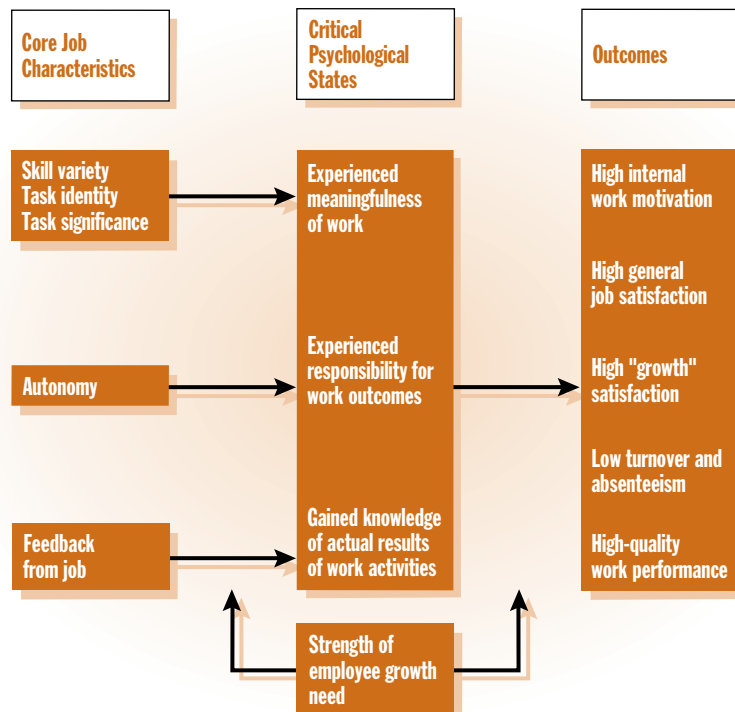 Core Job
Characteristics
Critical
Psychological
States
Outcomes
Skill variety
Task identity
Task significance
Experienced
meaningfulness
of work
High internal
work motivation
High general
job satisfaction
Autonomy
Experienced
responsibility for
work outcomes
High "growth"
satisfaction
Low turnover and
absenteeism
Feedback
from job
Gained knowledge
of actual results
of work activities
High-quality
work performance
Strength of
employee growth
need